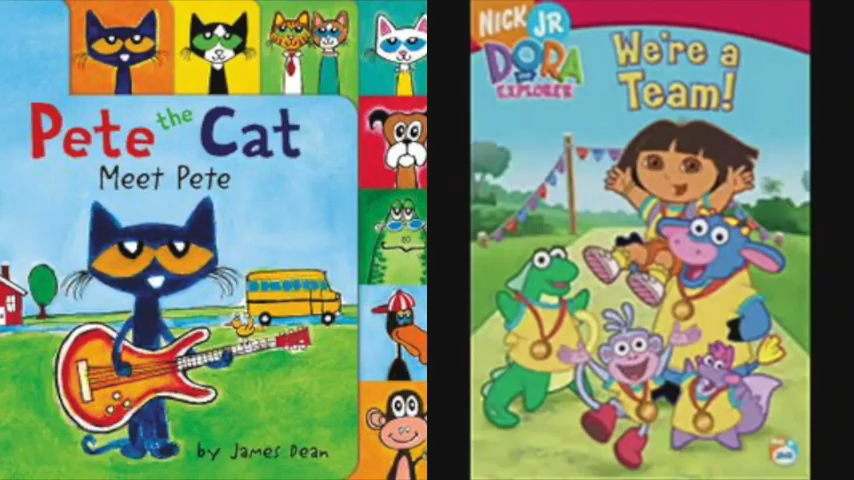 Pete the Cat
Meet Pete
by James Dean
NICK JR
DORA
EXPLORER
We're a
Team!